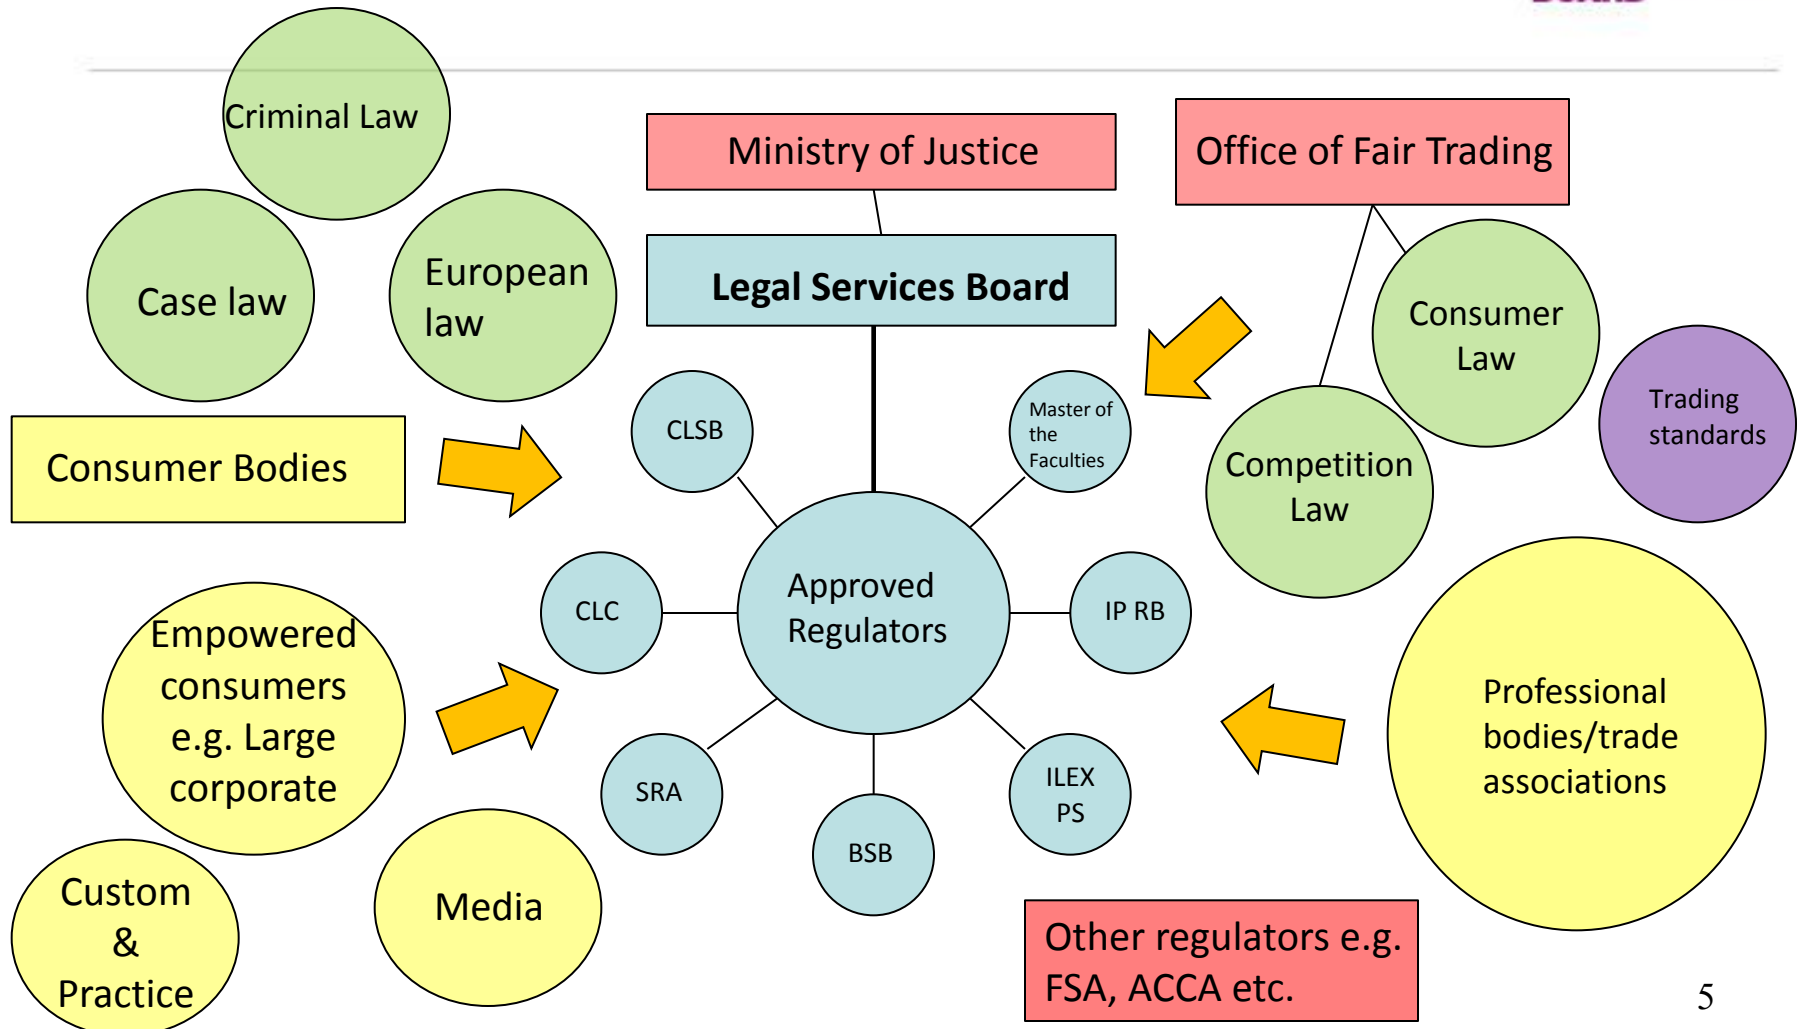 Criminal Law
Case law
European
law
Ministry of Justice
Legal Services Board
Office of Fair Trading
Consumer
Law
Competition
Law
Trading
standards
Consumer Bodies
CLSB
Master of
the
Faculties
CLC
Approved
Regulators
IP RB
SRA
BSB
ILEX
PS
Empowered
consumers
e.g. Large
corporate
Custom
&
Practice
Media
Professional
bodies/trade
associations
Other regulators e.g.
FSA, ACCA etc.
5